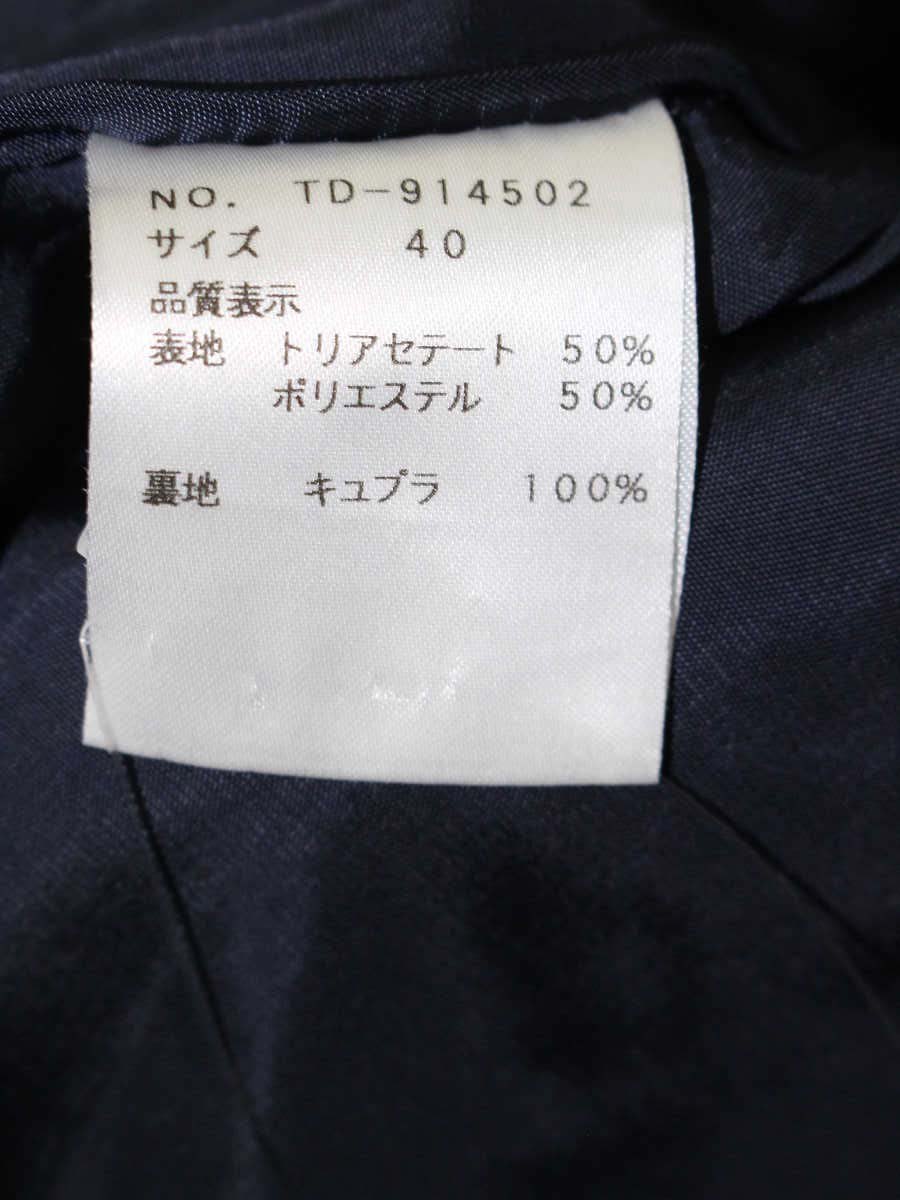 NO. TD-914502
サイズ 40
品質表示
表地 トリアセテート 50%
ポリエステル 50%
裏地 キュプラ 100%